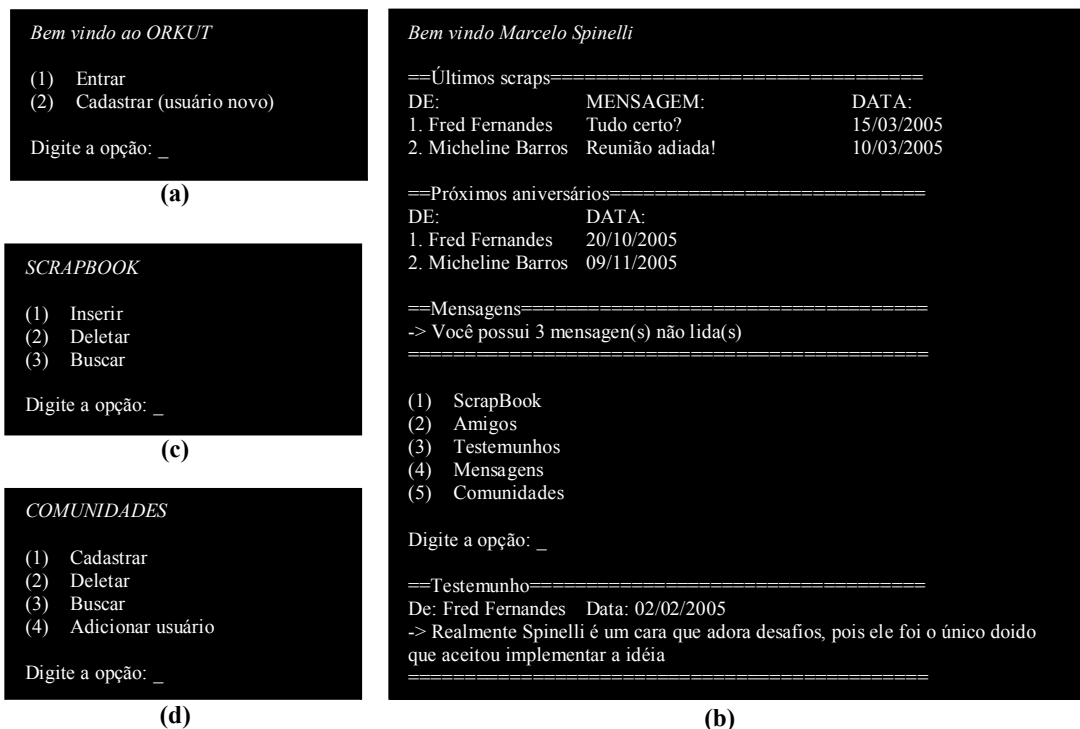 Bem vindo ao ORKUT
(1) Entrar
(2) Cadastrar (usuário novo)
Digite a opção: _
(a)
SCRAPBOOK
(1) Inserir
(2) Deletar
(3) Buscar
Digite a opção: _
(c)
COMUNIDADES
(1) Cadastrar
(2) Deletar
(3) Buscar
(4) Adicionar usuário
Digite a opção: _
(d)
Bem vindo Marcelo Spinelli
==Últimos scraps=================================
DE: MENSAGEM: DATA:
1. Fred Fernandes Tudo certo? 15/03/2005
2. Micheline Barros Reunião adiada! 10/03/2005
==Próximos aniversários============================
DE: DATA:
1. Fred Fernandes 20/10/2005
2. Micheline Barros 09/11/2005
==Mensagens====================================
-> Você possui 3 mensagen(s) não lida(s)
==============================================
(1) ScrapBook
(2) Amigos
(3) Testemunhos
(4) Mensagens
(5) Comunidades
Digite a opção: _
==Testemunho===================================
De: Fred Fernandes Data: 02/02/2005
-> Realmente Spinelli é um cara que adora desafios, pois ele foi o único doido
que aceitou implementar a idéia
==============================================
(b)